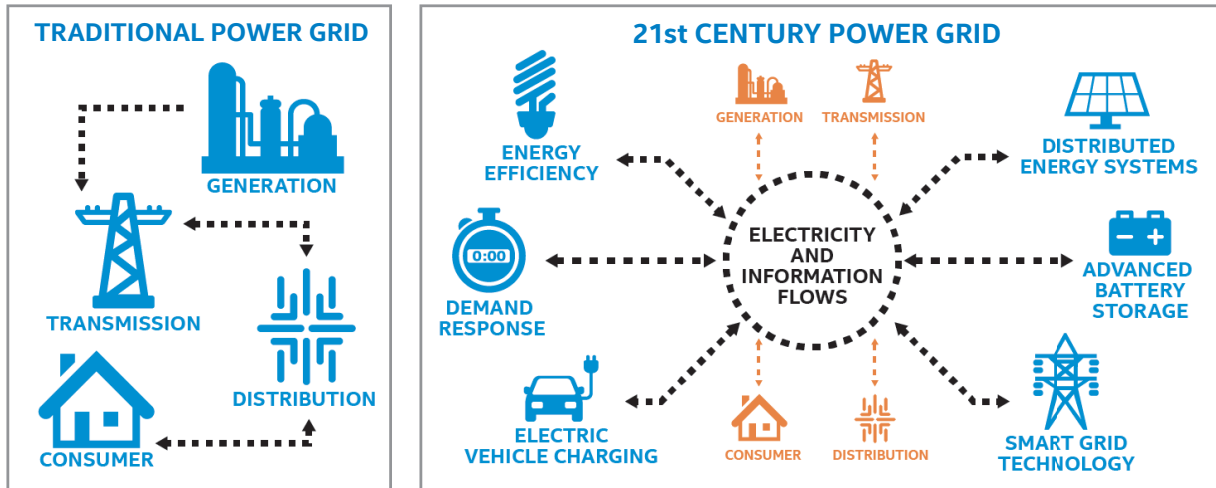 TRADITIONAL POWER GRID
GENERATION
TRANSMISSION
DISTRIBUTION
CONSUMER
21st CENTURY POWER GRID
GENERATION
TRANSMISSION
ENERGY
EFFICIENCY
DISTRIBUTED
ENERGY SYSTEMS
0:00
DEMAND
RESPONSE
ELECTRICITY
AND
INFORMATION
FLOWS
ADVANCED
BATTERY
STORAGE
ELECTRIC
VEHICLE CHARGING
CONSUMER
DISTRIBUTION
SMART GRID
TECHNOLOGY